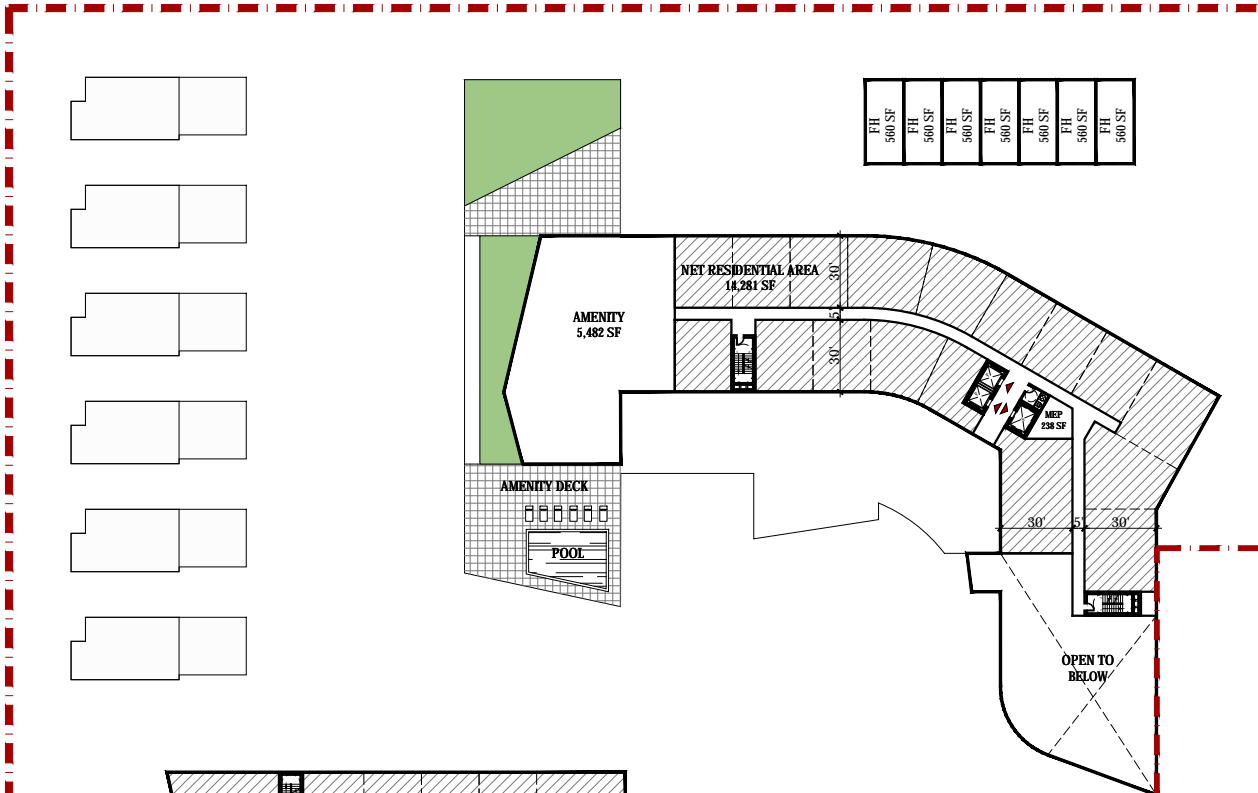 FH
560 SF
FH
560 SF
FH
560 SF
FH
560 SF
FH
560 SF
FH
560 SF
FH
560 SF
NET RESIDENTIAL AREA
14,281 SF
30'
5'
30'
AMENITY
5,482 SF
MEP
238 SF
AMENITY DECK
POOL
30'
5'
30'
OPEN TO
BELOW